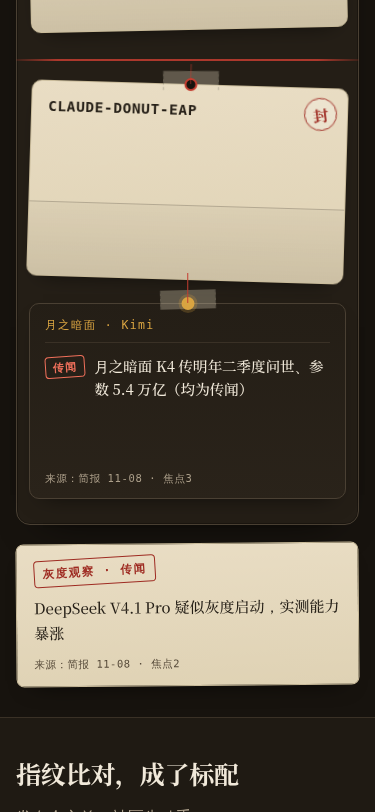 CLAUDE-DONUT-EAP
封
月之暗面 · Kimi
传闻
月之暗面 K4 传明年二季度问世、参
数 5.4 万亿（均为传闻）
来源：简报 11-08 · 焦点3
灰度观察 · 传闻
DeepSeek V4.1 Pro 疑似灰度启动，实测能力
暴涨
来源：简报 11-08 · 焦点2
指纹比对，成了标配